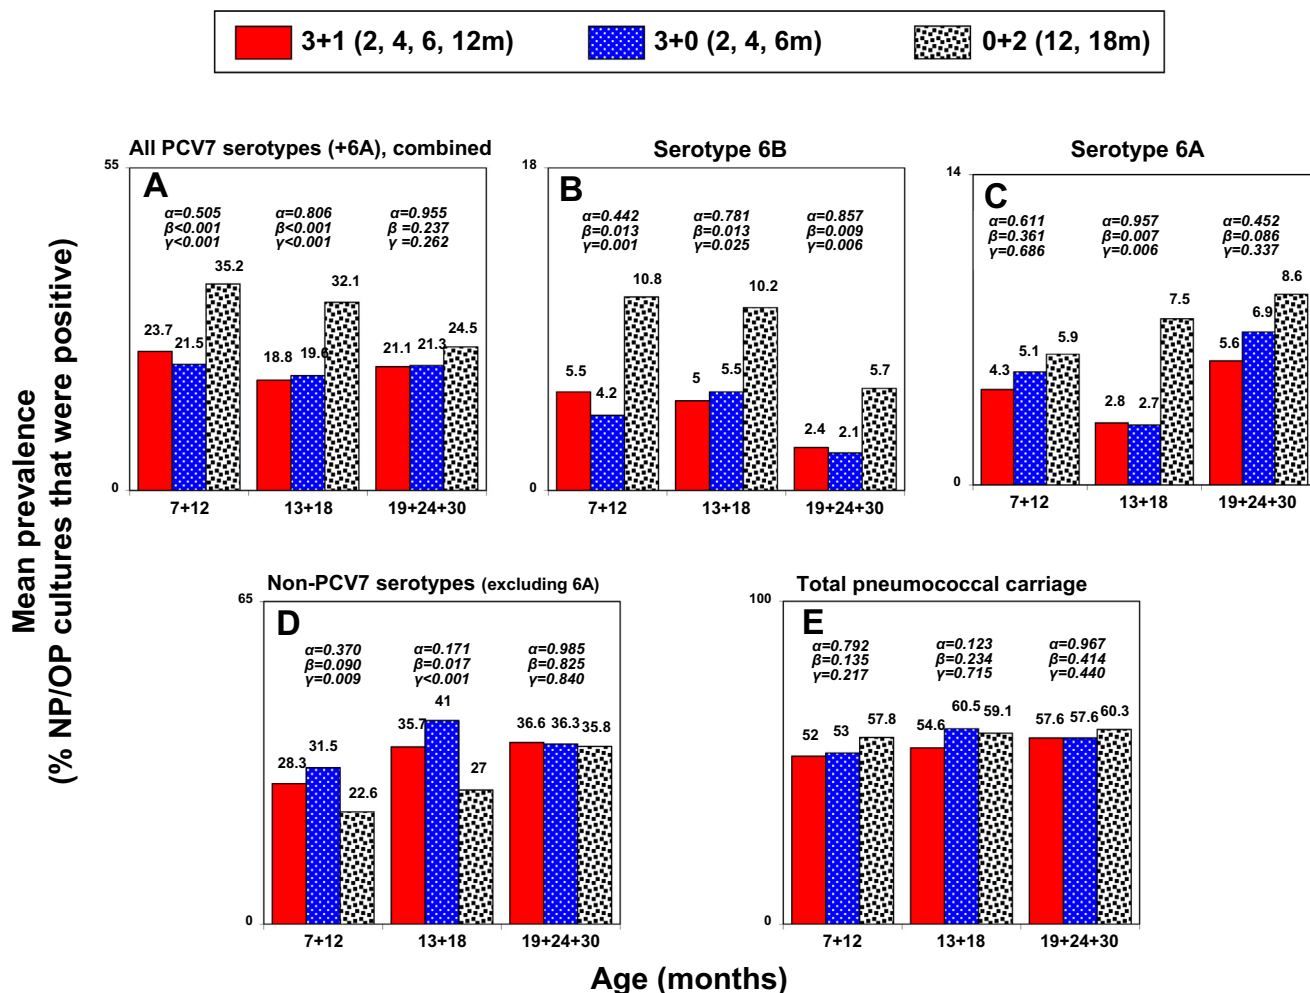 3+1 (2, 4, 6, 12m) 3+0 (2, 4, 6m) 0+2 (12, 18m)
Mean prevalence
(% NP/OP cultures that were positive)
All PCV7 serotypes (+6A), combined
55
A
α=0.505 α=0.806 α=0.955
β<0.001 β<0.001 β =0.237
γ<0.001 γ<0.001 γ =0.262
23.7 21.5 35.2 18.8 19.6 32.1 21.1 21.3 24.5
0
7+12 13+18 19+24+30
Serotype 6B
18
B
α=0.442 α=0.781 α=0.857
β=0.013 β=0.013 β=0.009
γ=0.001 γ=0.025 γ=0.006
5.5 4.2 10.8 5 5.5 10.2 2.4 2.1 5.7
0
7+12 13+18 19+24+30
Serotype 6A
14
C
α=0.611 α=0.957 α=0.452
β=0.361 β=0.007 β=0.086
γ=0.686 γ=0.006 γ=0.337
4.3 5.1 5.9 2.8 2.7 7.5 5.6 6.9 8.6
0
7+12 13+18 19+24+30
Non-PCV7 serotypes (excluding 6A)
65
D
α=0.370 α=0.171 α=0.985
β=0.090 β=0.017 β=0.825
γ=0.009 γ<0.001 γ=0.840
28.3 31.5 22.6 35.7 41 27 36.6 36.3 35.8
0
7+12 13+18 19+24+30
Total pneumococcal carriage
100
E
α=0.792 α=0.123 α=0.967
β=0.135 β=0.234 β=0.414
γ=0.217 γ=0.715 γ=0.440
52 53 57.8 54.6 60.5 59.1 57.6 57.6 60.3
0
7+12 13+18 19+24+30
Age (months)